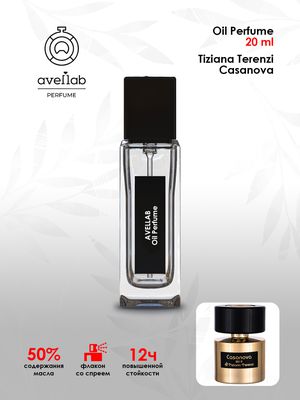 avellab
PERFUME
Oil Perfume
20 ml
Tiziana Terenzi
Casanova
AVELLAB
Oil Perfume
Casanova
50%
содержания
масла
флакон
со спреем
12ч
повышенной
стойкости